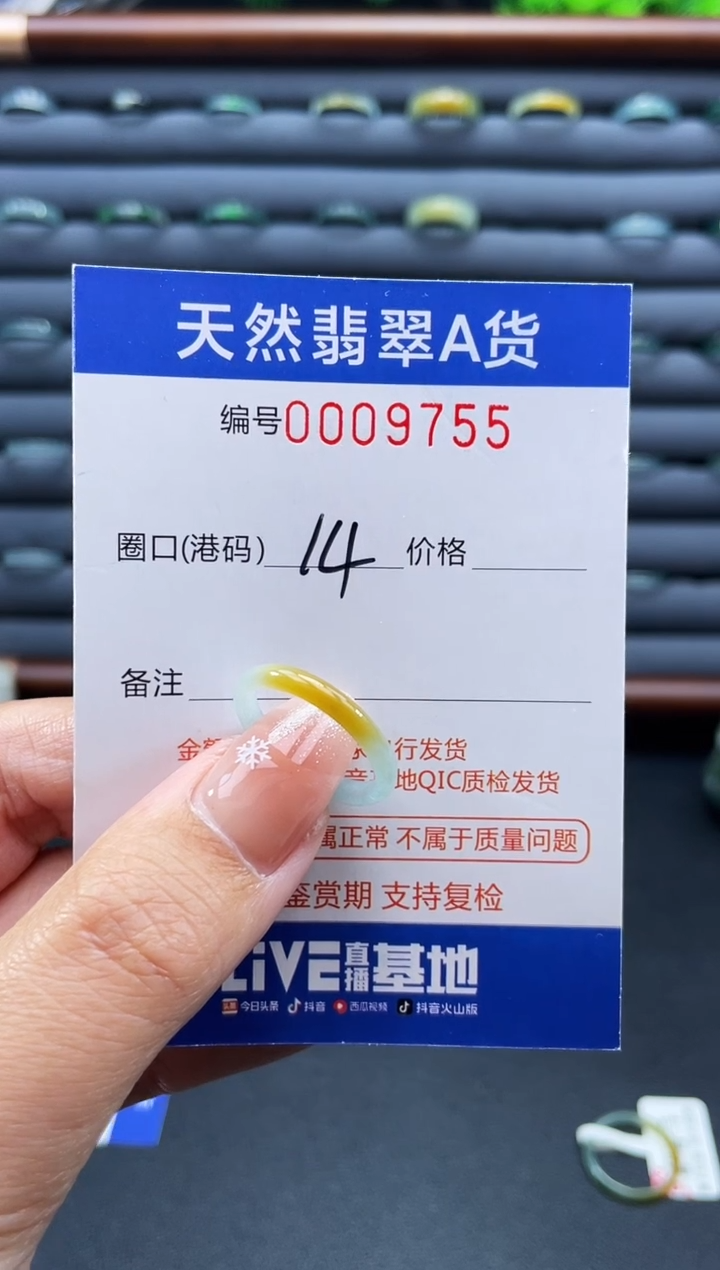 天然翡翠A货
编号0009755
圈口(港码) 14 价格
备注
行发货
地QIC质检发货
属正常 不属于质量问题
鉴赏期 支持复检
LiVE直播基地
头条 今日头条 抖音 西瓜视频 抖音火山版